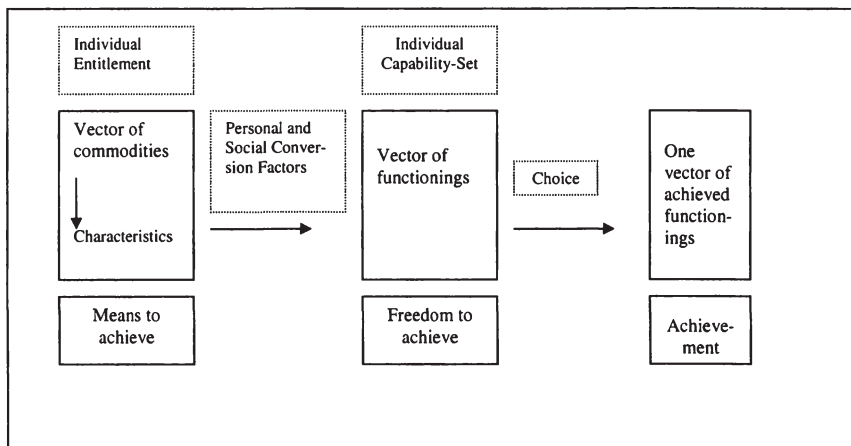 Individual
Entitlement
Individual
Capability-Set
Vector of
commodities
Characteristics
Personal and
Social Conver-
sion Factors
Vector of
functionings
Choice
One
vector of
achieved
function-
ings
Means to
achieve
Freedom to
achieve
Achieve-
ment